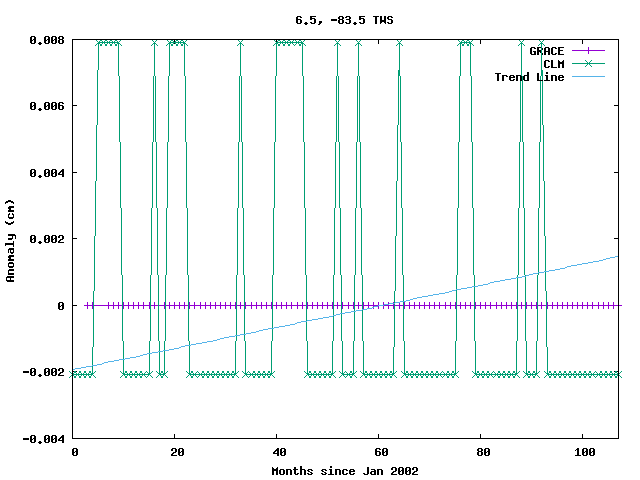 6.5, -83.5 TWS
GRACE
CLM
Trend Line
0.008
0.006
0.004
0.002
0
-0.002
-0.004
Anomaly (cm)
0 20 40 60 80 100
Months since Jan 2002